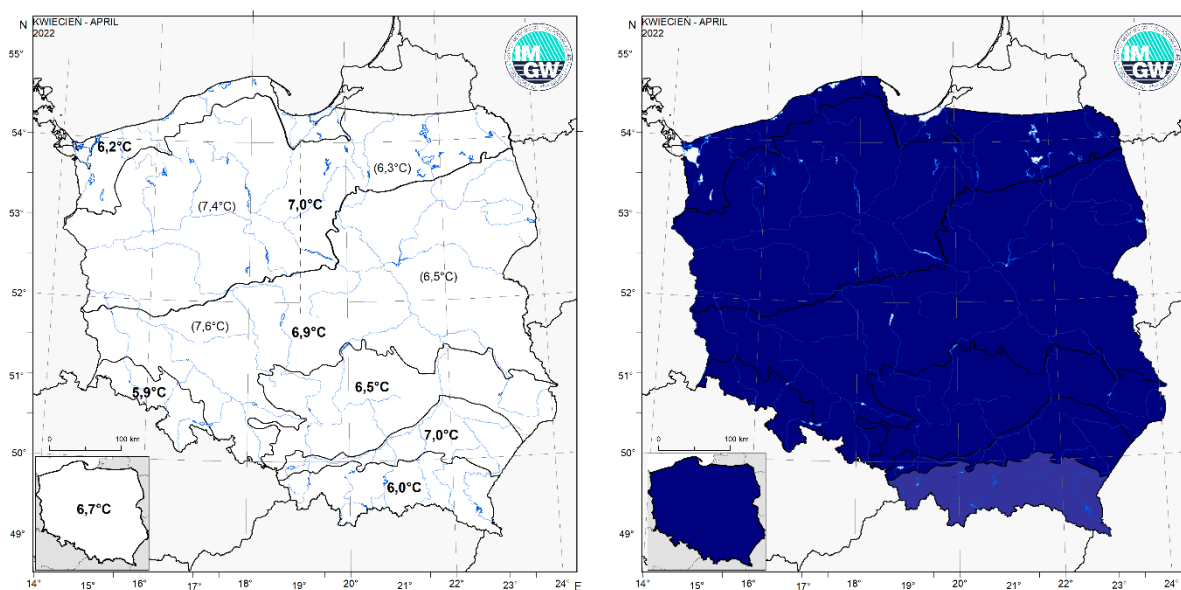 N
KWIECIEŃ - APRIL
2022
IM
GW
55°
54°
53°
52°
51°
50°
49°
6,2°C
(6,3°C)
(7,4°C)
7,0°C
(6,5°C)
(7,6°C)
6,9°C
5,9°C
6,5°C
7,0°C
6,0°C
0 100 km
6,7°C
14° 15° 16° 17° 18° 19° 20° 21° 22° 23° E
N
KWIECIEŃ - APRIL
2022
IM
GW
55°
54°
53°
52°
51°
50°
49°
0 100 km
14° 15° 16° 17° 18° 19° 20° 21° 22° 23° E